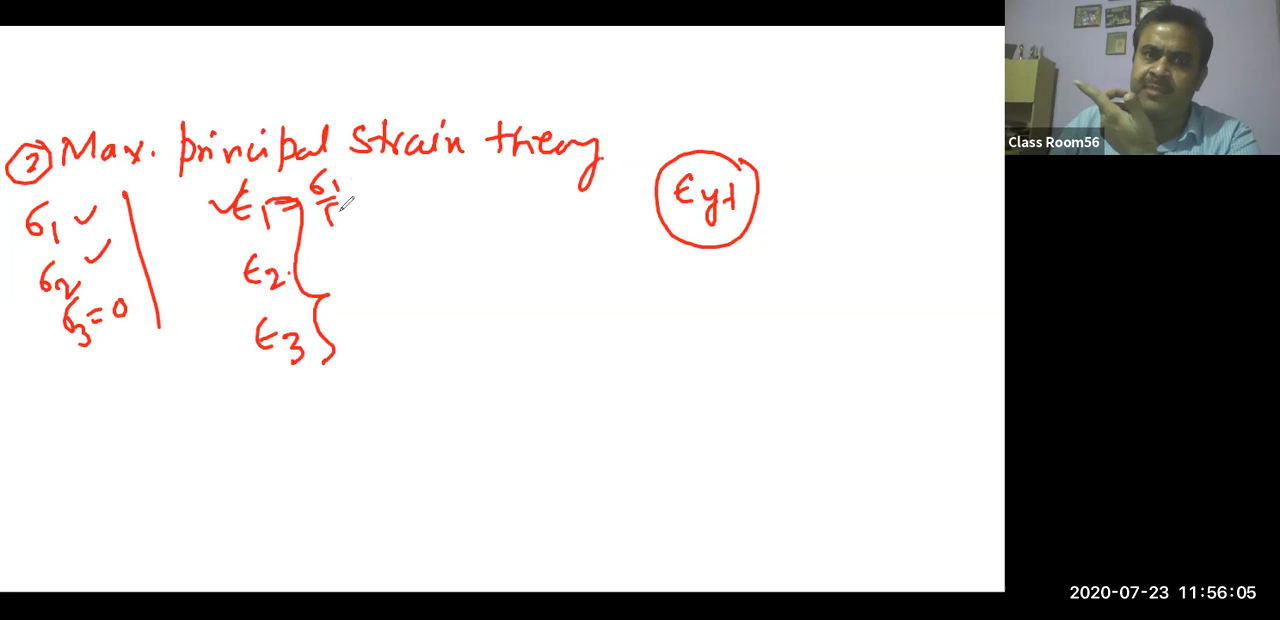 ② Max. principal strain theory
σ1 ✓
σ2 ✓
σ3 = 0
✓ ε1 = σ1/
ε2
ε3
εyt
Class Room56
2020-07-23 11:56:05